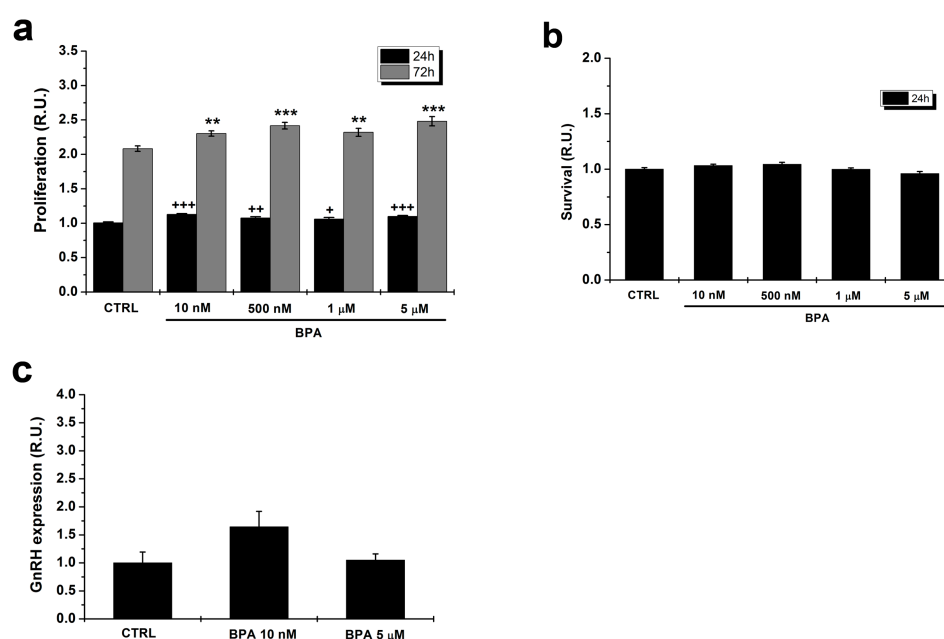 a
Proliferation (R.U.)
3.5
3.0
2.5
2.0
1.5
1.0
0.5
0.0
24h
72h
** *** ** ***
+++ ++ + +++
CTRL 10 nM 500 nM 1 μM 5 μM
BPA
b
Survival (R.U.)
2.0
1.5
1.0
0.5
0.0
24h
CTRL 10 nM 500 nM 1 μM 5 μM
BPA
c
GnRH expression (R.U.)
4.0
3.5
3.0
2.5
2.0
1.5
1.0
0.5
0.0
CTRL BPA 10 nM BPA 5 μM